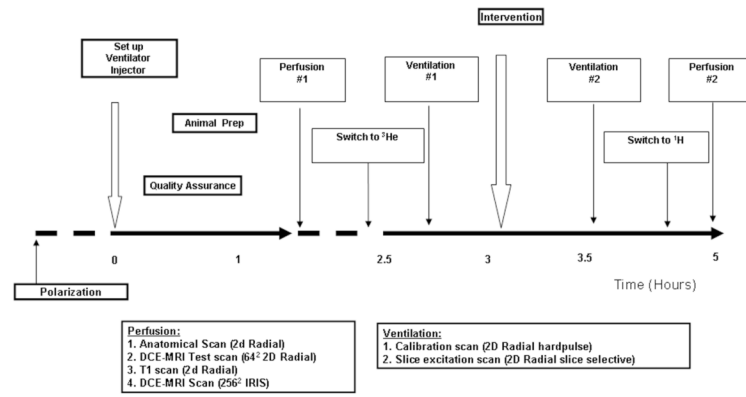 Intervention
Set up
Ventilator
Injector
Perfusion
#1
Ventilation
#1
Ventilation
#2
Perfusion
#2
Animal Prep
Switch to ³He
Switch to ¹H
Quality Assurance
0
1
2.5
3
3.5
5
Time (Hours)
Polarization
Perfusion:
1. Anatomical Scan (2d Radial)
2. DCE-MRI Test scan (64² 2D Radial)
3. T1 scan (2d Radial)
4. DCE-MRI Scan (256² IRIS)
Ventilation:
1. Calibration scan (2D Radial hardpulse)
2. Slice excitation scan (2D Radial slice selective)